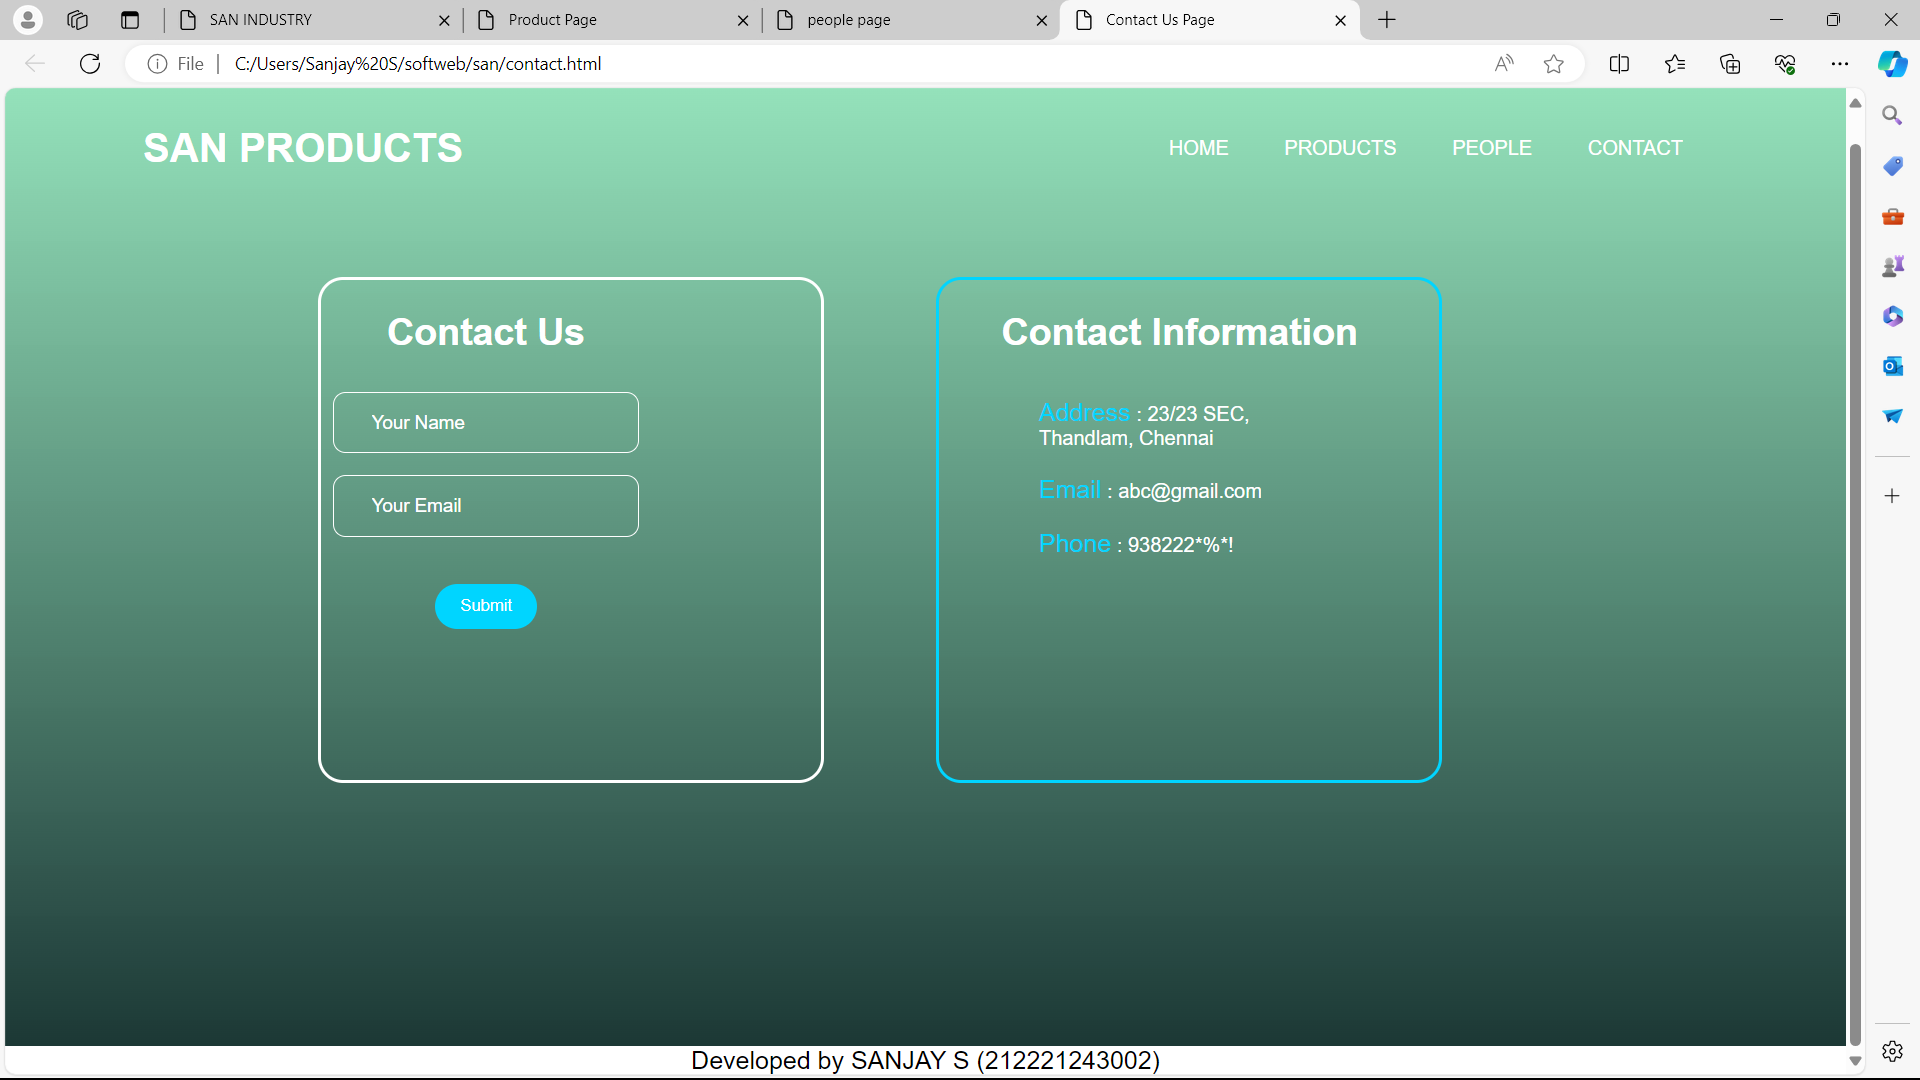 SAN INDUSTRY
Product Page
people page
Contact Us Page
File
C:/Users/Sanjay%20S/softweb/san/contact.html
SAN PRODUCTS
HOME
PRODUCTS
PEOPLE
CONTACT
Contact Us
Your Name
Your Email
Submit
Contact Information
Address : 23/23 SEC,
Thandlam, Chennai
Email : abc@gmail.com
Phone : 938222*%*!
Developed by SANJAY S (212221243002)